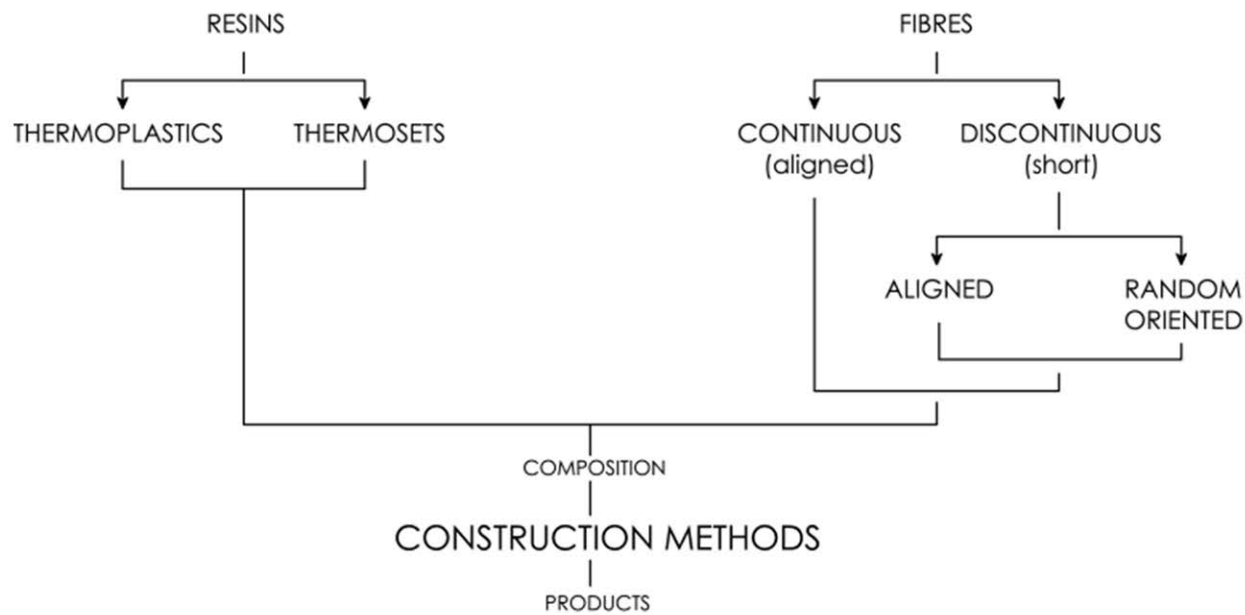 RESINS
FIBRES
THERMOPLASTICS
THERMOSETS
CONTINUOUS
(aligned)
DISCONTINUOUS
(short)
ALIGNED
RANDOM
ORIENTED
COMPOSITION
CONSTRUCTION METHODS
PRODUCTS